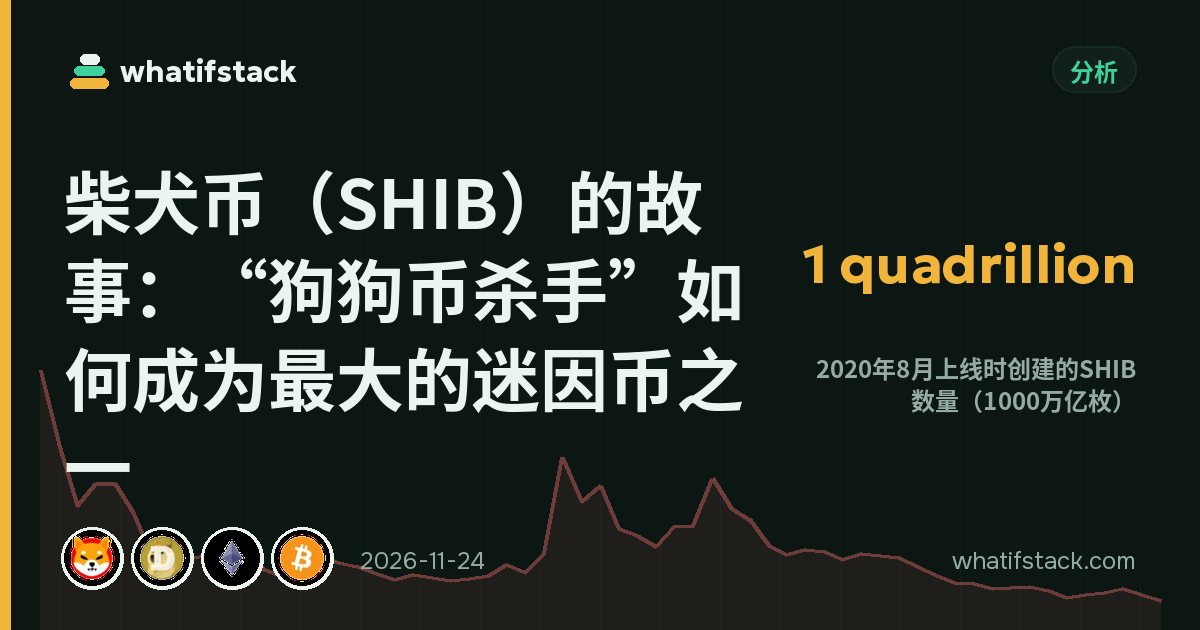 whatifstack
分析
柴犬币（SHIB）的故
事：“狗狗币杀手”如
何成为最大的迷因币之
一
1 quadrillion
2020年8月上线时创建的SHIB
数量（1000万亿枚）
2026-11-24
whatifstack.com